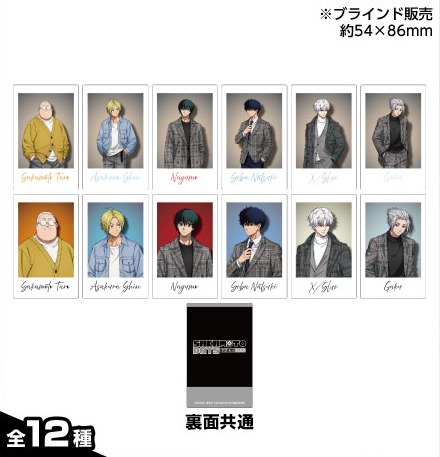 ※ブラインド販売
約54×86mm
Sakamoto Taro
Asakura Shin
Nagumo
Seba Natsuki
X/Slur
Gaku
Sakamoto Taro
Asakura Shin
Nagumo
Seba Natsuki
X/Slur
Gaku
SAKAMOTO
DAYS
全12種
裏面共通